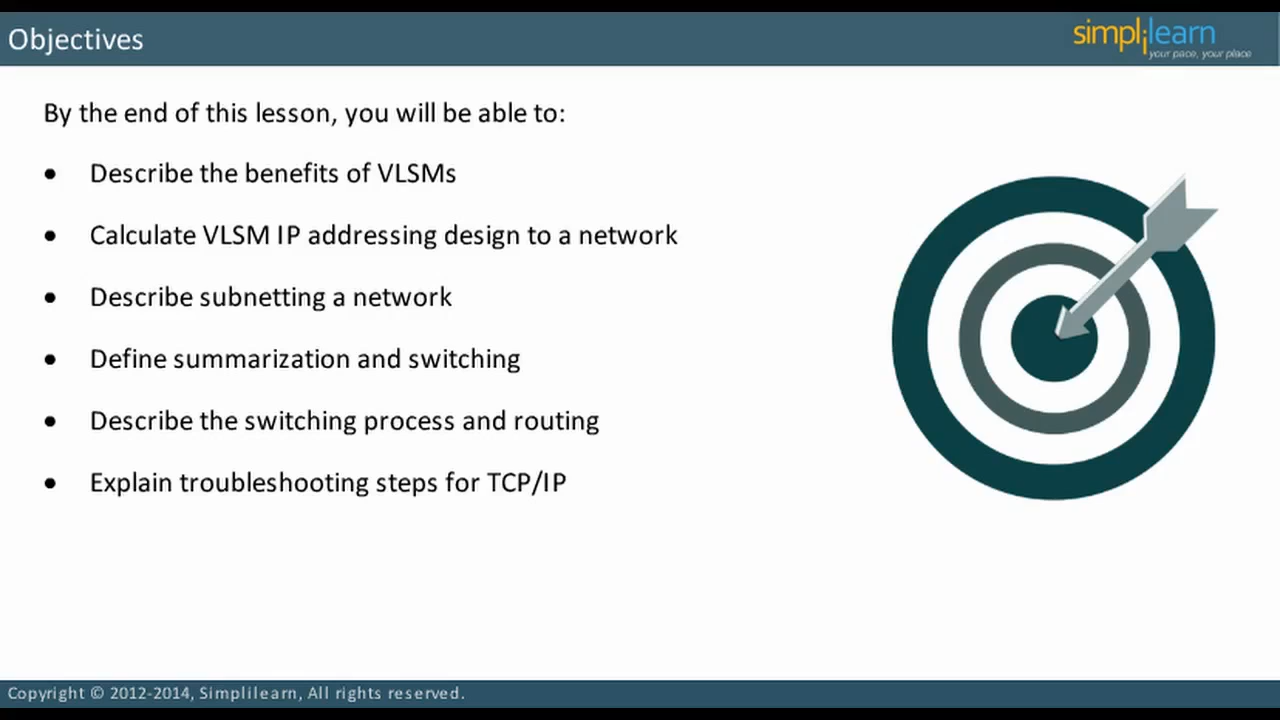 Objectives
simplilearn
your pace, your place
By the end of this lesson, you will be able to:
• Describe the benefits of VLSMs
• Calculate VLSM IP addressing design to a network
• Describe subnetting a network
• Define summarization and switching
• Describe the switching process and routing
• Explain troubleshooting steps for TCP/IP
Copyright © 2012-2014, Simplilearn, All rights reserved.